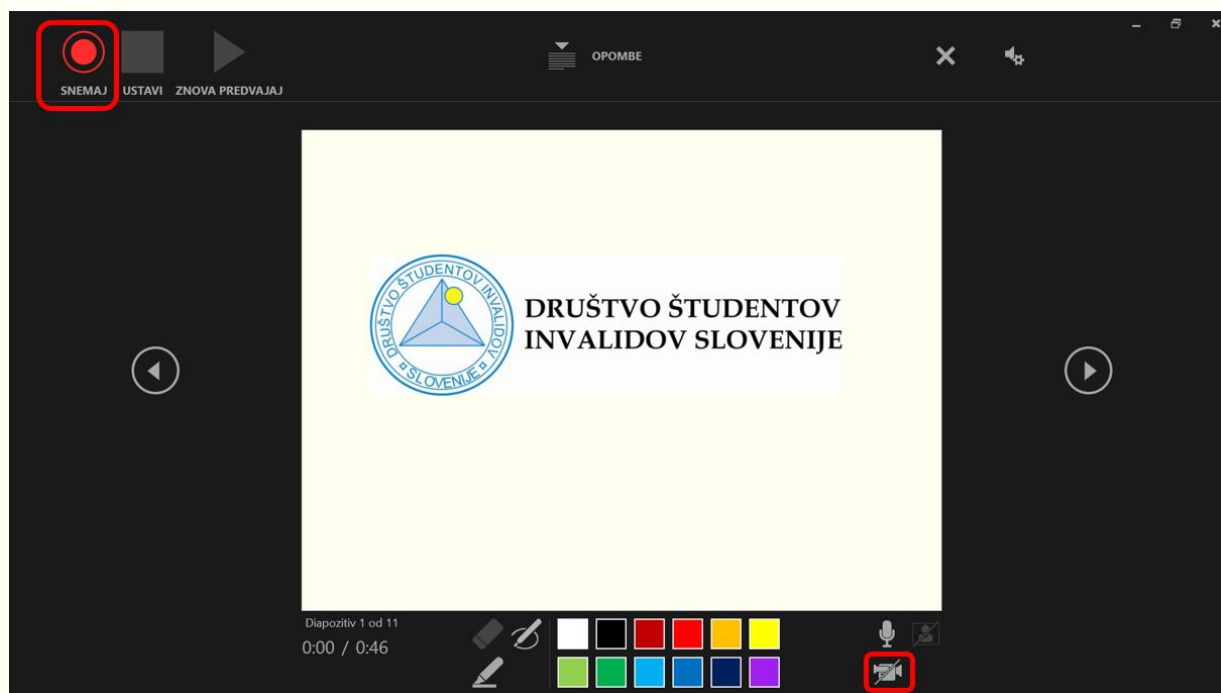 SNEMAJ USTAVI ZNOVA PREDVAJAJ
OPOMBE
DRUŠTVO ŠTUDENTOV INVALIDOV
SLOVENIJE
DRUŠTVO ŠTUDENTOV
INVALIDOV SLOVENIJE
Diapozitiv 1 od 11
0:00 / 0:46